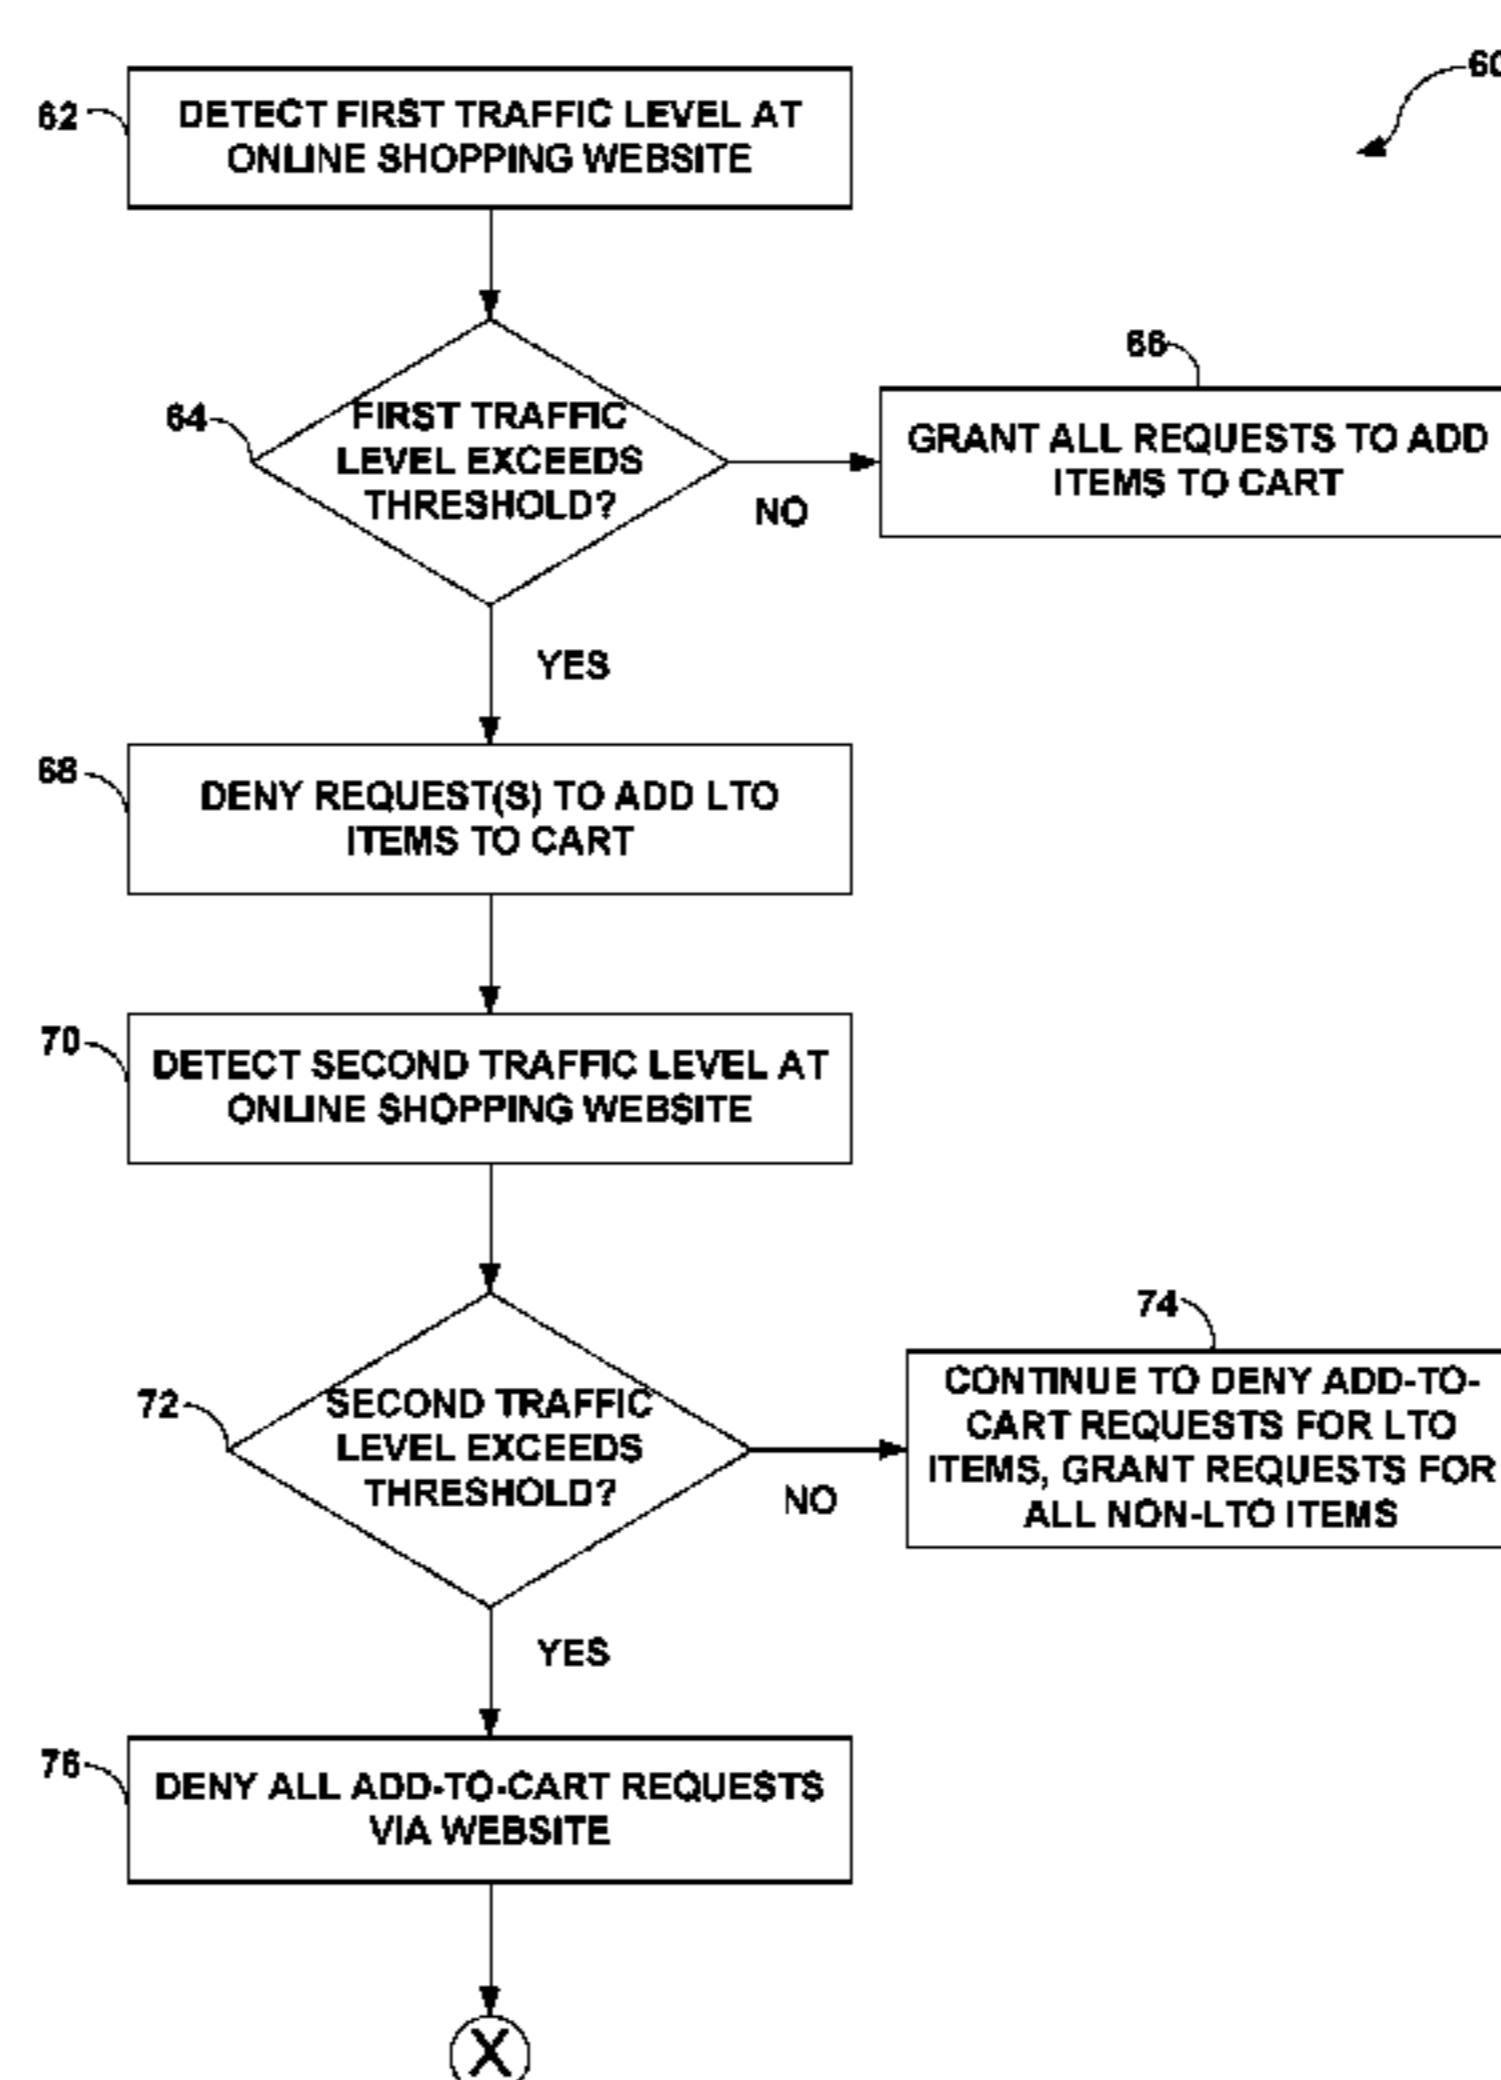 60
62
DETECT FIRST TRAFFIC LEVEL AT
ONLINE SHOPPING WEBSITE
64
FIRST TRAFFIC
LEVEL EXCEEDS
THRESHOLD?
NO
66
GRANT ALL REQUESTS TO ADD
ITEMS TO CART
YES
68
DENY REQUEST(S) TO ADD LTO
ITEMS TO CART
70
DETECT SECOND TRAFFIC LEVEL AT
ONLINE SHOPPING WEBSITE
72
SECOND TRAFFIC
LEVEL EXCEEDS
THRESHOLD?
NO
74
CONTINUE TO DENY ADD-TO-
CART REQUESTS FOR LTO
ITEMS, GRANT REQUESTS FOR
ALL NON-LTO ITEMS
YES
76
DENY ALL ADD-TO-CART REQUESTS
VIA WEBSITE
X